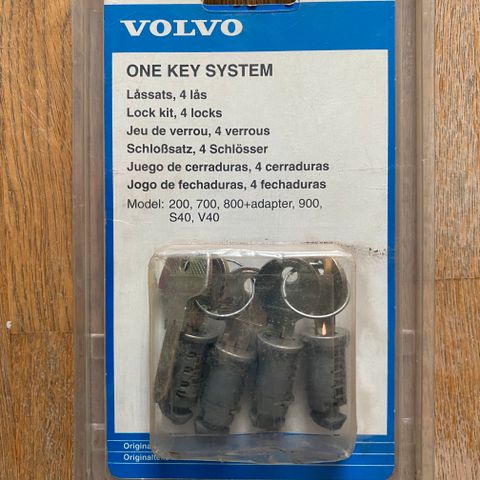 VOLVO
ONE KEY SYSTEM
Låssats, 4 lås
Lock kit, 4 locks
Jeu de verrou, 4 verrous
Schloßsatz, 4 Schlösser
Juego de cerraduras, 4 cerraduras
Jogo de fechaduras, 4 fechaduras
Model: 200, 700, 800+adapter, 900,
S40, V40